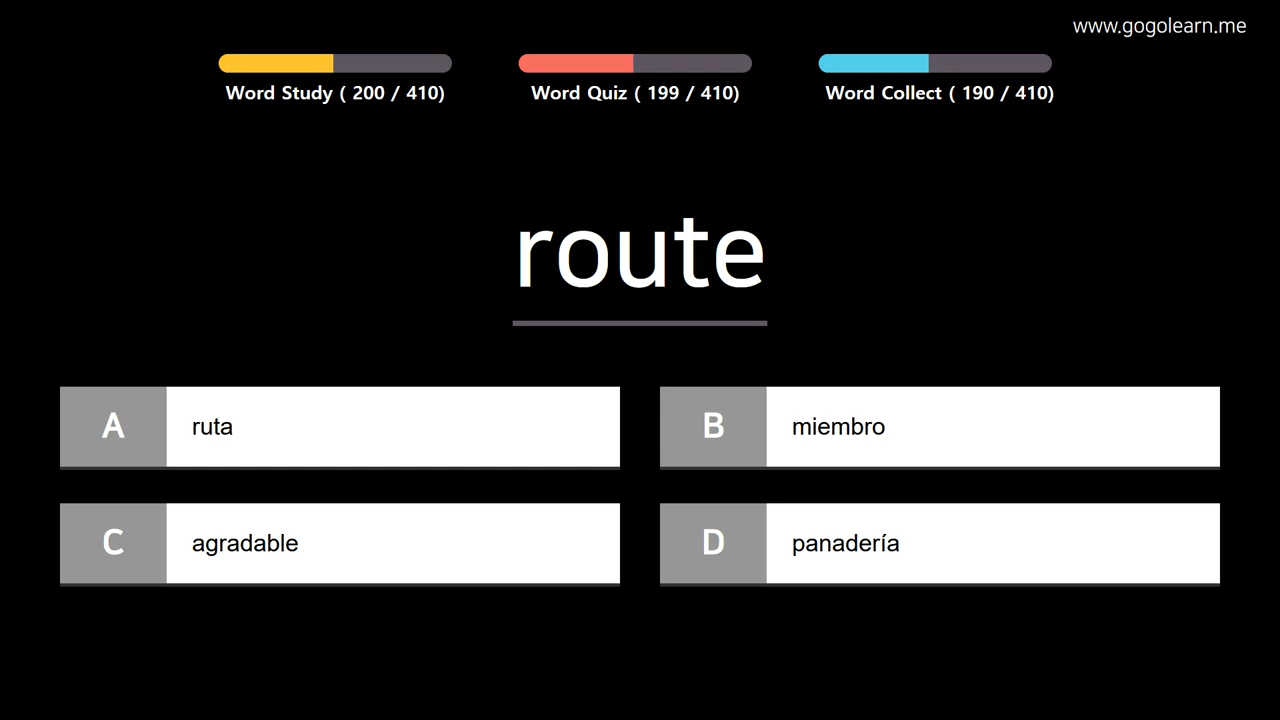 www.gogolearn.me
Word Study ( 200 / 410)
Word Quiz ( 199 / 410)
Word Collect ( 190 / 410)
route
A
ruta
B
miembro
C
agradable
D
panadería